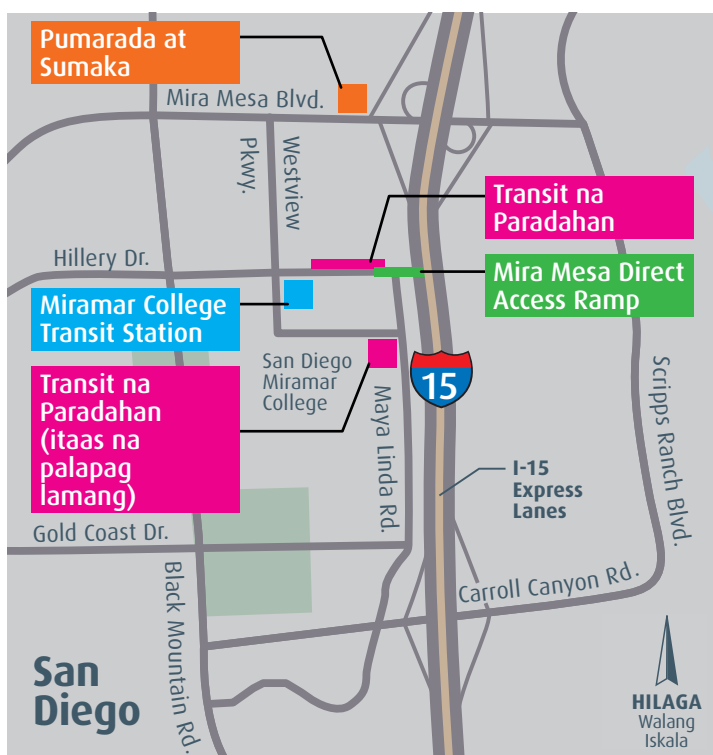 Pumarada at
Sumaka
Mira Mesa Blvd.
Westview
Pkwy.
Transit na
Paradahan
Hillery Dr.
Mira Mesa Direct
Access Ramp
Miramar College
Transit Station
San Diego
Miramar
College
15
Transit na
Paradahan
(itaas na
palapag
lamang)
Maya Linda Rd.
Scripps Ranch Blvd.
I-15
Express
Lanes
Gold Coast Dr.
Black Mountain Rd.
Carroll Canyon Rd.
San
Diego
HILAGA
Walang
Iskala